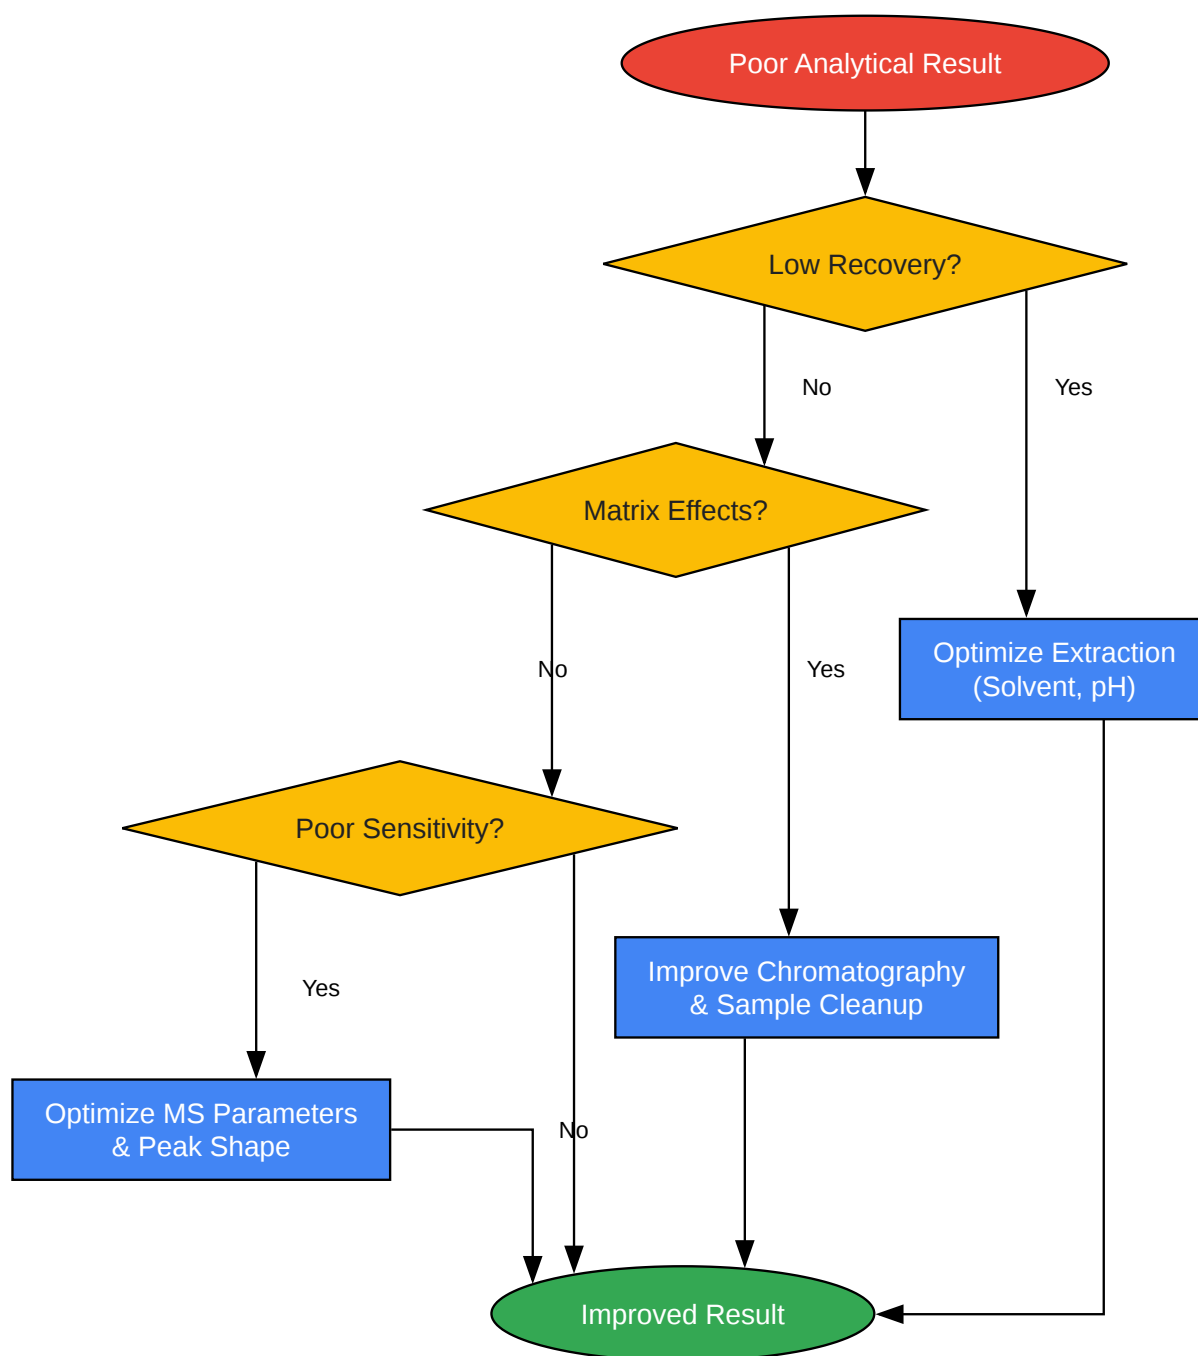 Poor Analytical Result
Low Recovery?
No
Yes
Matrix Effects?
Optimize Extraction
(Solvent, pH)
No
Yes
Poor Sensitivity?
Improve Chromatography
& Sample Cleanup
Yes
Optimize MS Parameters
& Peak Shape
No
Improved Result